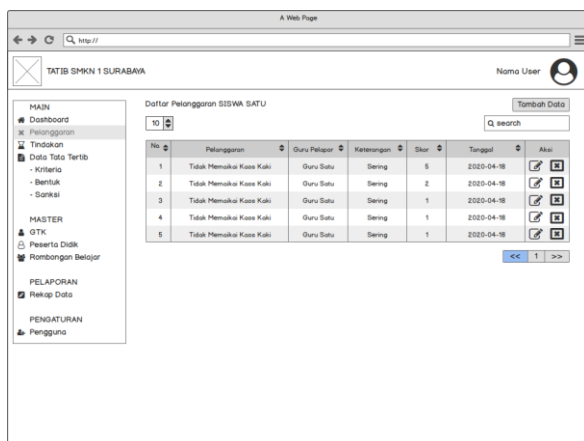 A Web Page
http://
TATIB SMKN 1 SURABAYA
Nama User
MAIN
Dashboard
Pelanggaran
Tindakan
Data Tata Tertib
- Kriteria
- Bentuk
- Sanksi
MASTER
GTK
Peserta Didik
Rombongan Belajar
PELAPORAN
Rekap Data
PENGATURAN
Pengguna
Daftar Pelanggaran SISWA SATU
Tambah Data
10
search
No. Pelanggaran Guru Pelapor Keterangan Skor Tanggal Aksi
1 Tidak Memaikai Kaos Kaki Guru Satu Sering 5 2020-04-18
2 Tidak Memaikai Kaos Kaki Guru Satu Sering 2 2020-04-18
3 Tidak Memaikai Kaos Kaki Guru Satu Sering 1 2020-04-18
4 Tidak Memaikai Kaos Kaki Guru Satu Sering 1 2020-04-18
5 Tidak Memaikai Kaos Kaki Guru Satu Sering 1 2020-04-18
<< 1 >>